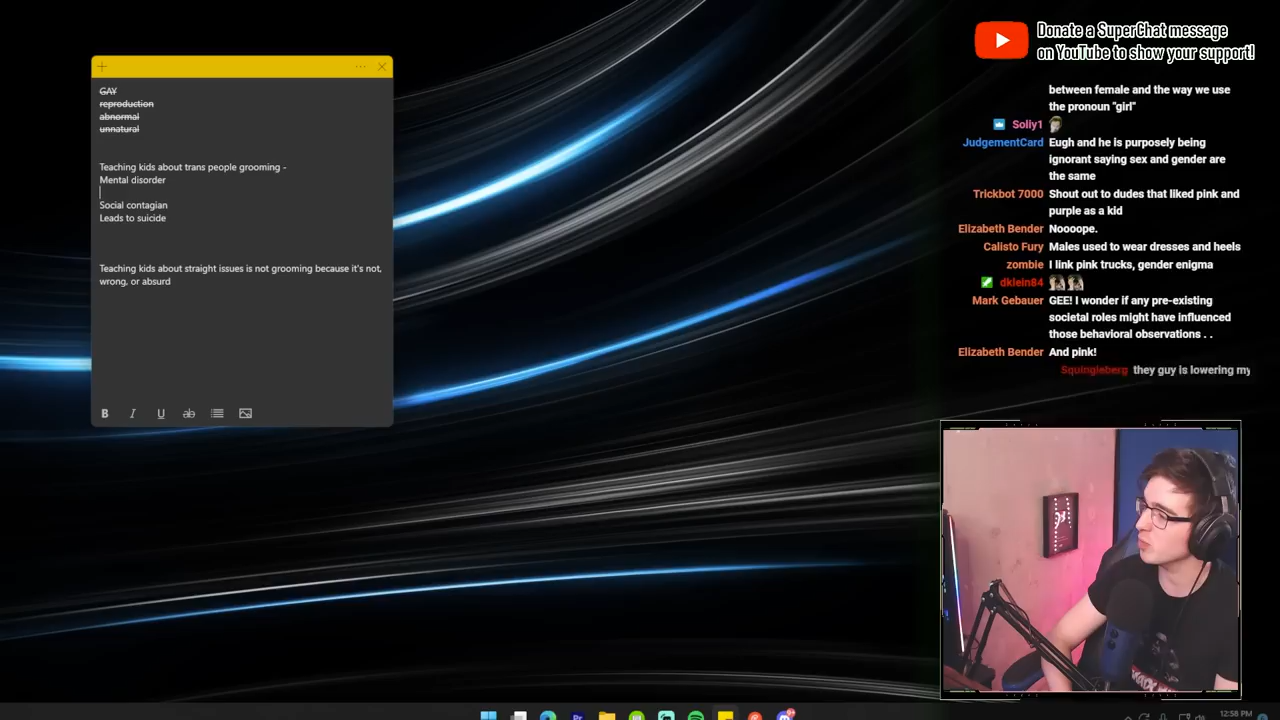 Donate a SuperChat message
on YouTube to show your support!
GAY
reproduction
abnormal
unnatural
Teaching kids about trans people grooming -
Mental disorder
Social contagian
Leads to suicide
Teaching kids about straight issues is not grooming because it's not,
wrong, or absurd
B I U ab
between female and the way we use
the pronoun "girl"
Soliy1
JudgementCard Eugh and he is purposely being
ignorant saying sex and gender are
the same
Trickbot 7000 Shout out to dudes that liked pink and
purple as a kid
Elizabeth Bender Noooope.
Calisto Fury Males used to wear dresses and heels
zombie I link pink trucks, gender enigma
dklein84
Mark Gebauer GEE! I wonder if any pre-existing
societal roles might have influenced
those behavioral observations . .
Elizabeth Bender And pink!
Squingleberg they guy is lowering my
Pr
12:58 PM